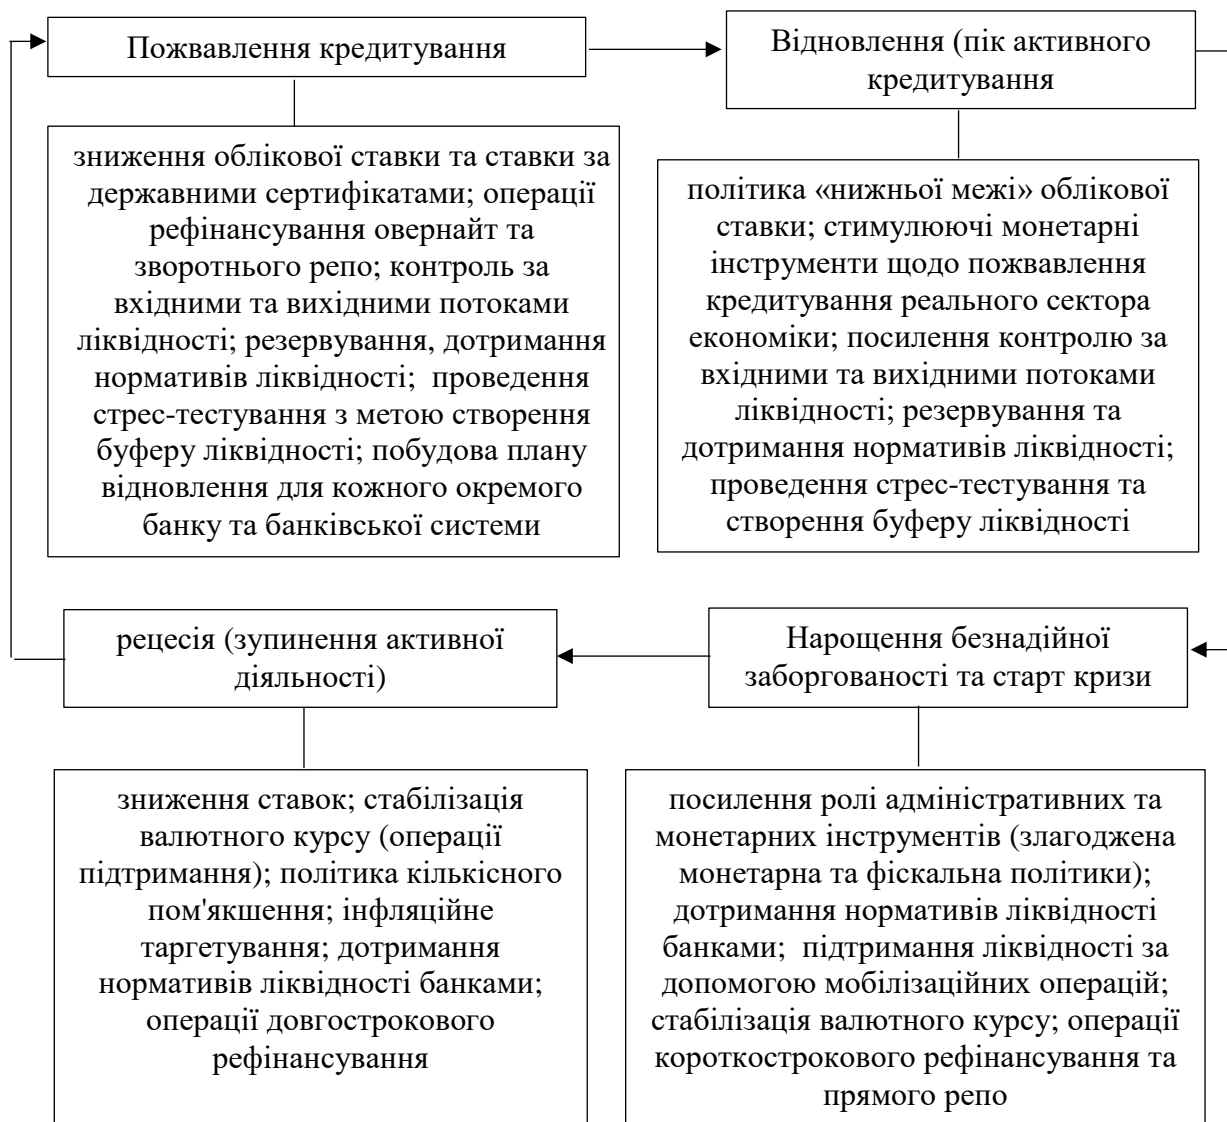 Пожвавлення кредитування
Відновлення (пік активного
кредитування
зниження облікової ставки та ставки за
державними сертифікатами; операції
рефінансування овернайт та
зворотнього репо; контроль за
вхідними та вихідними потоками
ліквідності; резервування, дотримання
нормативів ліквідності; проведення
стрес-тестування з метою створення
буферу ліквідності; побудова плану
відновлення для кожного окремого
банку та банківської системи
політика «нижньої межі» облікової
ставки; стимулюючі монетарні
інструменти щодо пожвавлення
кредитування реального сектора
економіки; посилення контролю за
вхідними та вихідними потоками
ліквідності; резервування та
дотримання нормативів ліквідності;
проведення стрес-тестування та
створення буферу ліквідності
рецесія (зупинення активної
діяльності)
Нарощення безнадійної
заборгованості та старт кризи
зниження ставок; стабілізація
валютного курсу (операції
підтримання); політика кількісного
пом'якшення; інфляційне
таргетування; дотримання
нормативів ліквідності банками;
операції довгострокового
рефінансування
посилення ролі адміністративних та
монетарних інструментів (злагоджена
монетарна та фіскальна політики);
дотримання нормативів ліквідності
банками; підтримання ліквідності за
допомогою мобілізаційних операцій;
стабілізація валютного курсу; операції
короткострокового рефінансування та
прямого репо